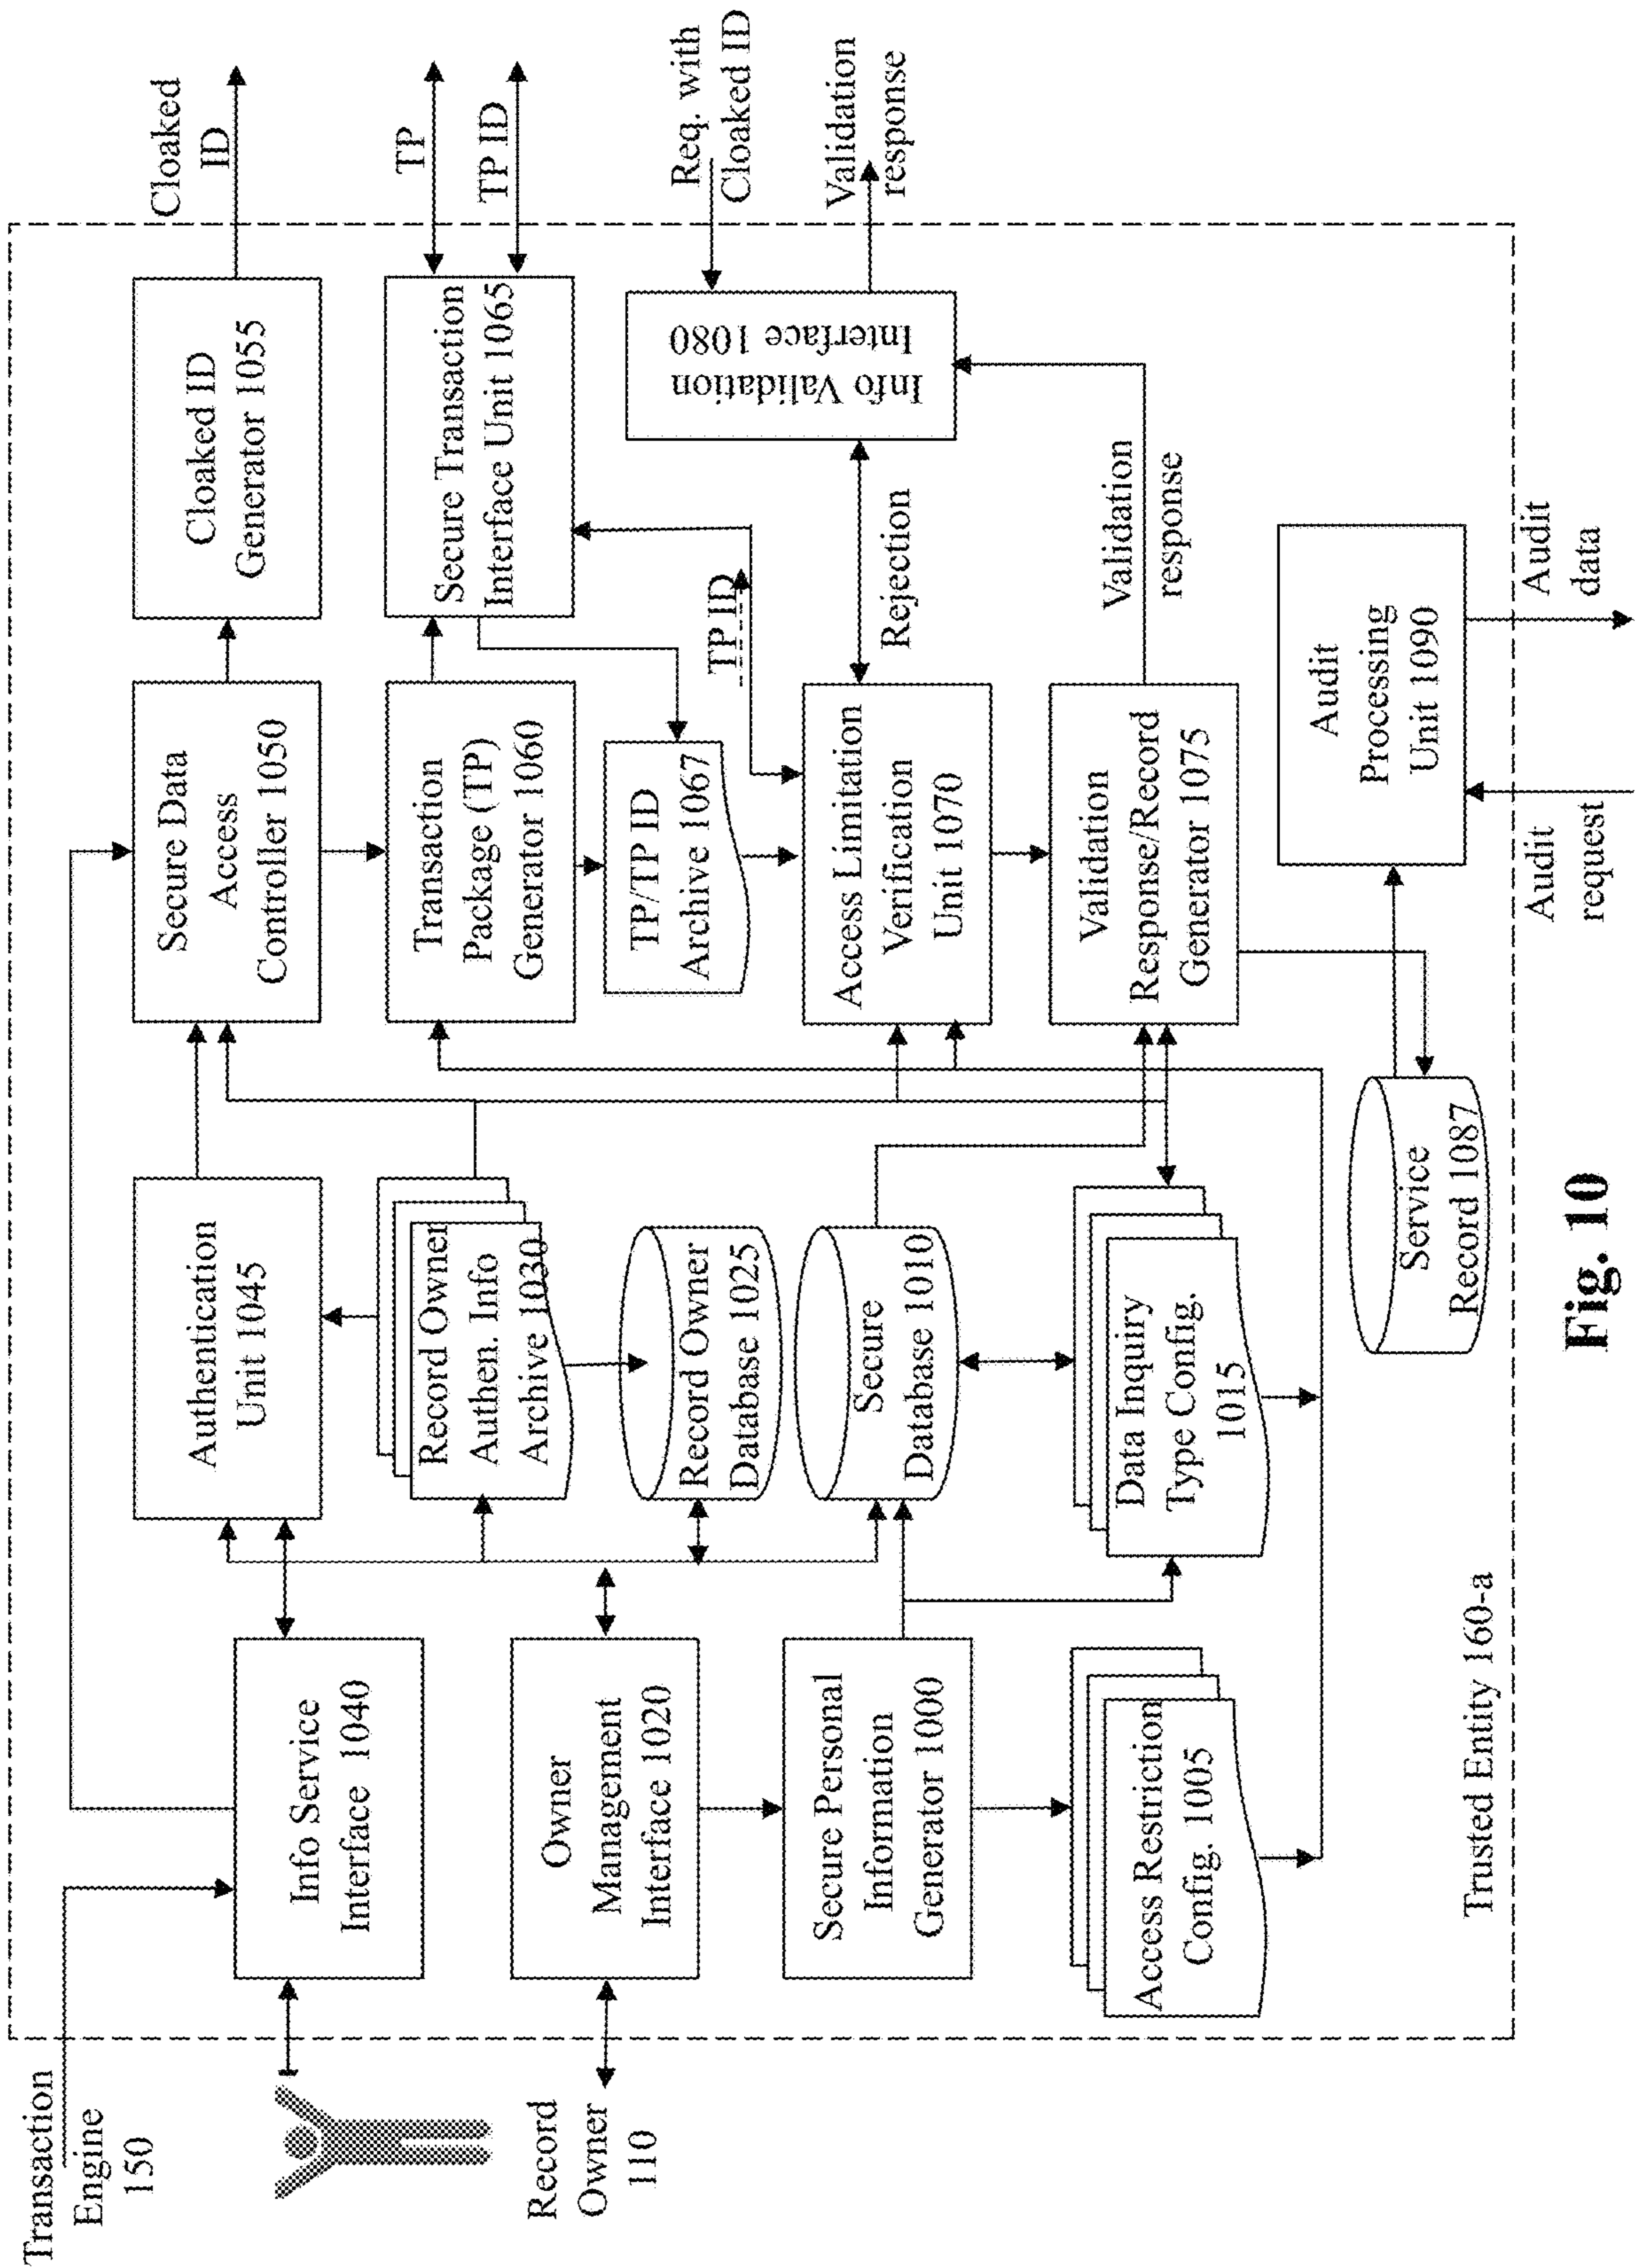 Transaction
Engine
150
Record
Owner
110
Info Service
Interface 1040
Owner
Management
Interface 1020
Secure Personal
Information
Generator 1000
Access Restriction
Config. 1005
Authentication
Unit 1045
Record Owner
Authen. Info
Archive 1030
Record Owner
Database 1025
Secure
Database 1010
Data Inquiry
Type Config.
1015
Secure Data
Access
Controller 1050
Transaction
Package (TP)
Generator 1060
TP/TP ID
Archive 1067
Access Limitation
Verification
Unit 1070
Validation
Response/Record
Generator 1075
Service
Record 1087
Cloaked ID
Generator 1055
Secure Transaction
Interface Unit 1065
TP ID
Info Validation
Interface 1080
Rejection
Validation
response
Audit
Processing
Unit 1090
Cloaked
ID
TP
TP ID
Req. with
Cloaked ID
Validation
response
Audit
request
Audit
data
Trusted Entity 160-a
Fig. 10